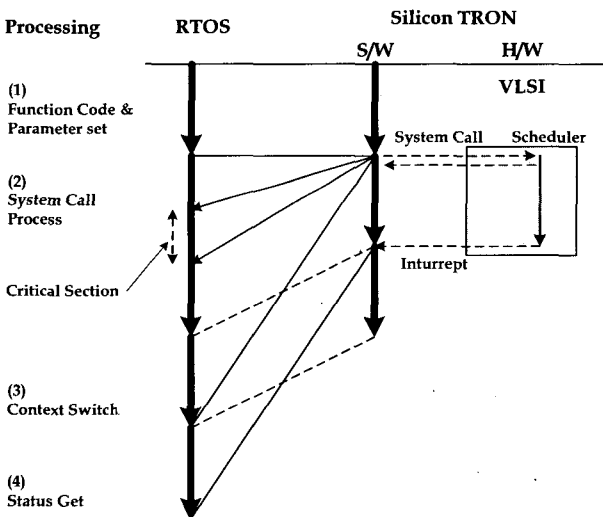 Processing
RTOS
Silicon TRON
S/W
H/W
VLSI
(1)
Function Code &
Parameter set
System Call
Scheduler
(2)
System Call
Process
Inturrept
Critical Section
(3)
Context Switch
(4)
Status Get